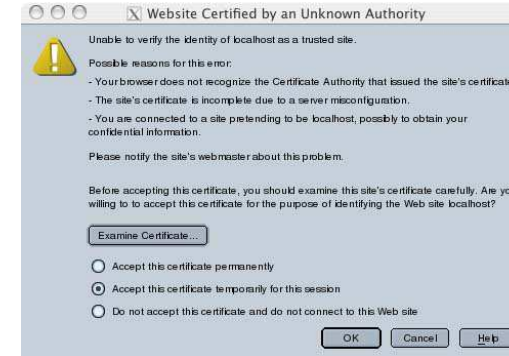 Website Certified by an Unknown Authority
Unable to verify the identity of localhost as a trusted site.
Possible reasons for this error:
- Your browser does not recognize the Certificate Authority that issued the site's certificate
- The site's certificate is incomplete due to a server misconfiguration.
- You are connected to a site pretending to be localhost, possibly to obtain your
confidential information.
Please notify the site's webmaster about this problem.
Before accepting this certificate, you should examine this site's certificate carefully. Are yo
willing to to accept this certificate for the purpose of identifying the Web site localhost?
Examine Certificate...
Accept this certificate permanently
Accept this certificate temporarily for this session
Do not accept this certificate and do not connect to this Web site
OK Cancel Help